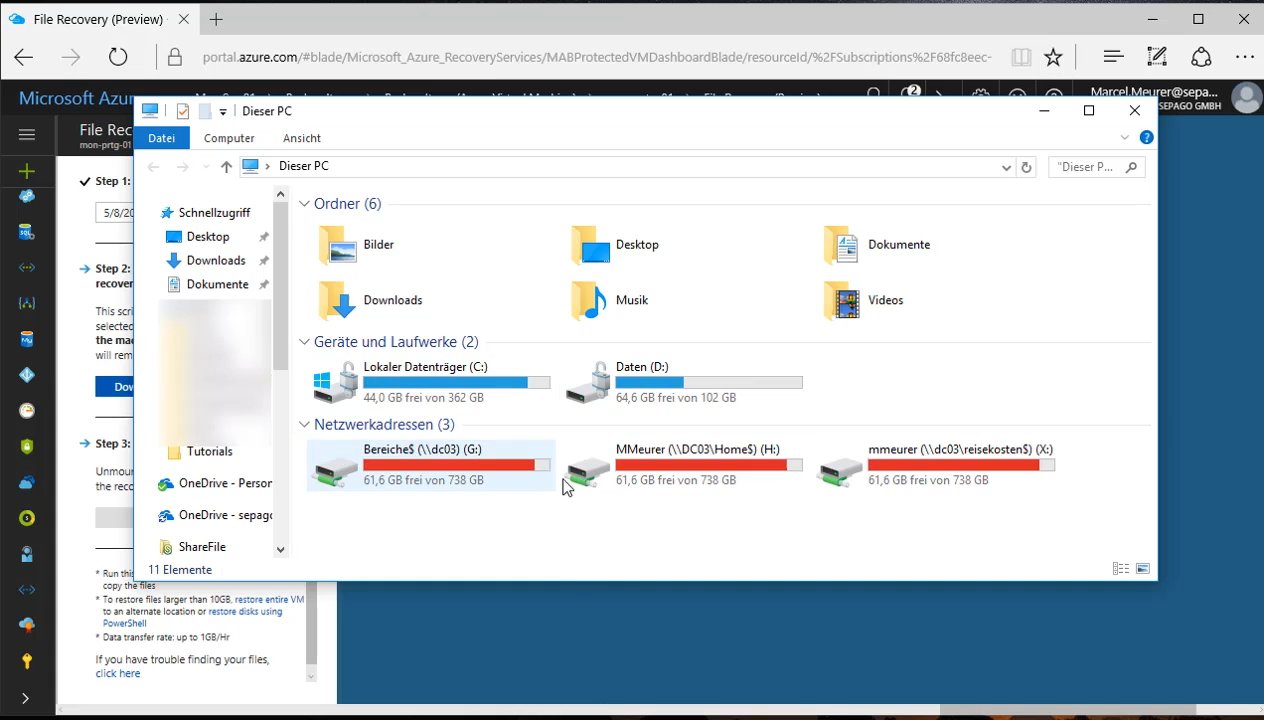 File Recovery (Preview)
portal.azure.com/#blade/Microsoft_Azure_RecoveryServices/MABProtectedVMDashboardBlade/resourceId/%2FSubscriptions%2F68fc8eec-
Microsoft Azu
2
Marcel.Meurer@sepa...
SEPAGO GMBH
File Reco
mon-prtg-01
Dieser PC
Datei
Computer
Ansicht
Dieser PC
"Dieser P...
Step 1:
5/8/20
Step 2:
recover
This scri
selected
the mac
will rem
Dow
Step 3:
Unmou
the reco
* Run this
copy the files
* To restore files larger than 10GB, restore entire VM
to an alternate location or restore disks using
PowerShell
* Data transfer rate: up to 1GB/Hr
If you have trouble finding your files,
click here
Schnellzugriff
Desktop
Downloads
Dokumente
Tutorials
OneDrive - Person
OneDrive - sepago
ShareFile
Ordner (6)
Bilder
Desktop
Dokumente
Downloads
Musik
Videos
Geräte und Laufwerke (2)
Lokaler Datenträger (C:)
44,0 GB frei von 362 GB
Daten (D:)
64,6 GB frei von 102 GB
Netzwerkadressen (3)
Bereiche$ (\\dc03) (G:)
61,6 GB frei von 738 GB
MMeurer (\\DC03\Home$) (H:)
61,6 GB frei von 738 GB
mmeurer (\\dc03\reisekosten$) (X:)
61,6 GB frei von 738 GB
11 Elemente